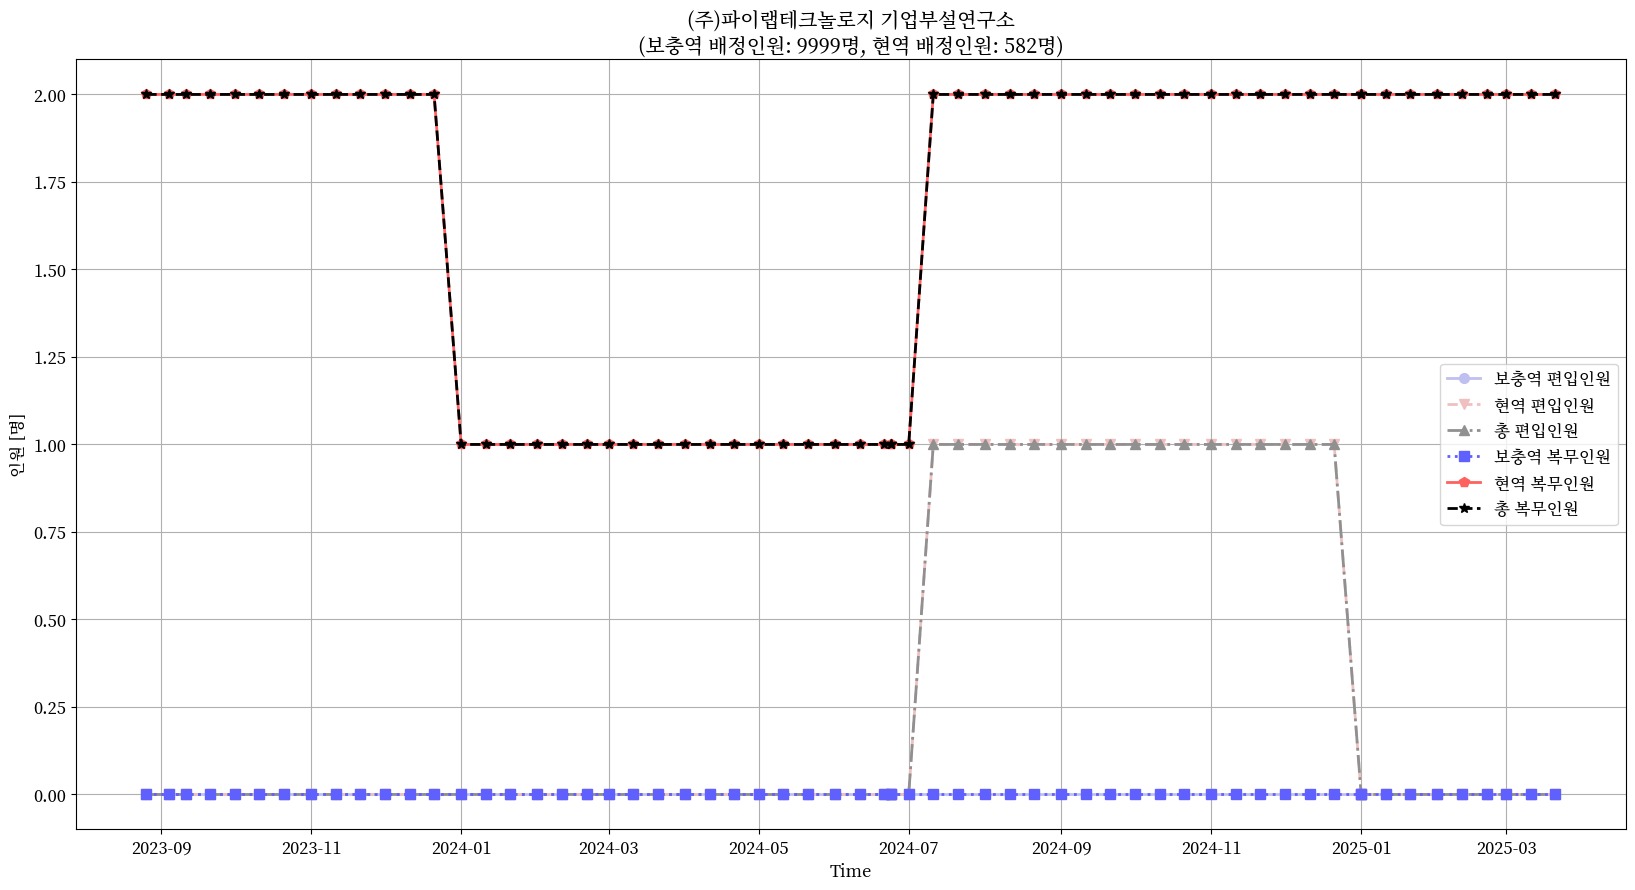 (주)파이랩테크놀로지 기업부설연구소
(보충역 배정인원: 9999명, 현역 배정인원: 582명)
2.00
1.75
1.50
1.25
1.00
0.75
0.50
0.25
0.00
인원 [명]
보충역 편입인원
현역 편입인원
총 편입인원
보충역 복무인원
현역 복무인원
총 복무인원
2023-09 2023-11 2024-01 2024-03 2024-05 2024-07 2024-09 2024-11 2025-01 2025-03
Time